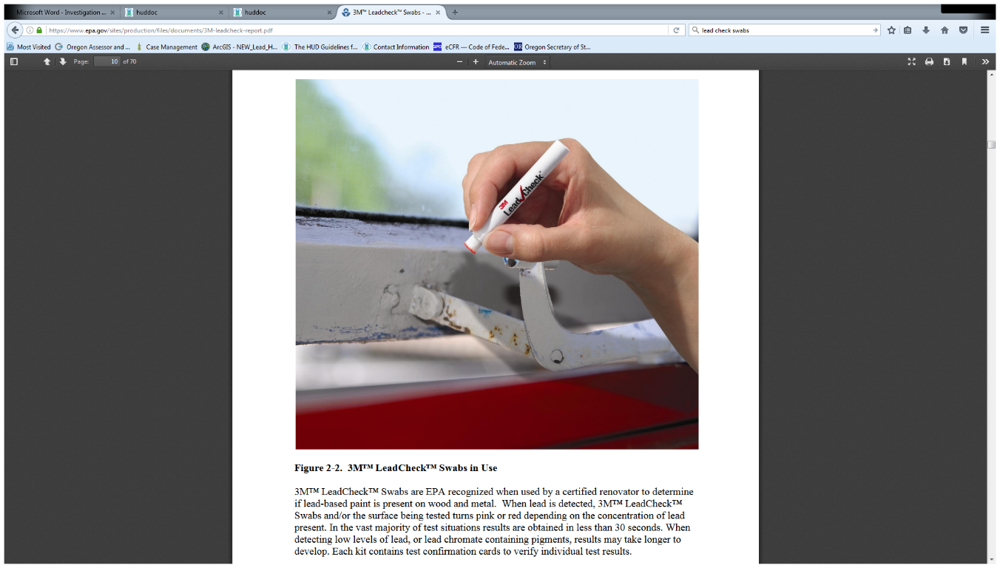 Microsoft Word - Investigation ...
huddoc
huddoc
3M™ Leadcheck™ Swabs - ...
https://www.epa.gov/sites/production/files/documents/3M-leadcheck-report.pdf
lead check swabs
Most Visited
Oregon Assessor and ...
Case Management
ArcGIS - NEW_Lead_H...
The HUD Guidelines f...
Contact Information
eCFR — Code of Fede...
OR
Oregon Secretary of St...
Page: 10 of 70
Automatic Zoom
3M
LeadCheck™
Figure 2-2. 3M™ LeadCheck™ Swabs in Use
3M™ LeadCheck™ Swabs are EPA recognized when used by a certified renovator to determine
if lead-based paint is present on wood and metal. When lead is detected, 3M™ LeadCheck™
Swabs and/or the surface being tested turns pink or red depending on the concentration of lead
present. In the vast majority of test situations results are obtained in less than 30 seconds. When
detecting low levels of lead, or lead chromate containing pigments, results may take longer to
develop. Each kit contains test confirmation cards to verify individual test results.